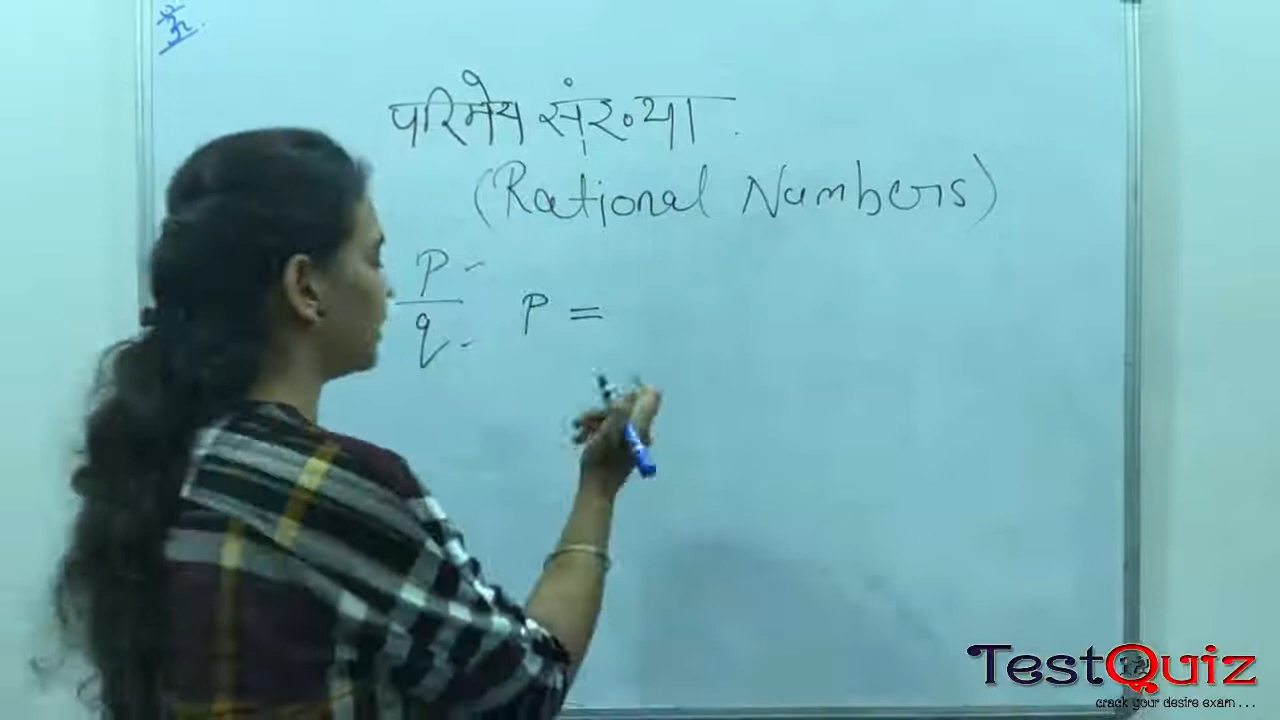 ॐ
परिमेय संख्या.
(Rational Numbers)
p
q
p =
TestQuiz
crack your desire exam . . .